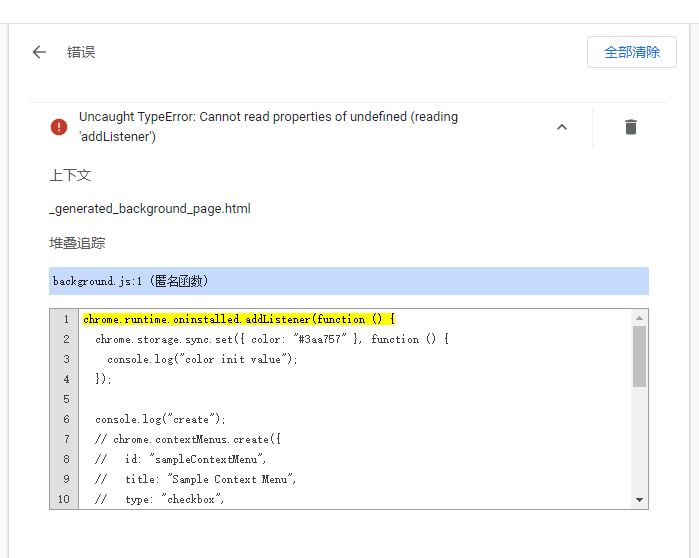 错误
全部清除
Uncaught TypeError: Cannot read properties of undefined (reading
'addListener')
上下文
_generated_background_page.html
堆叠追踪
background.js:1 (匿名函数)
1 chrome.runtime.oninstalled.addListener(function () {
2 chrome.storage.sync.set({ color: "#3aa757" }, function () {
3 console.log("color init value");
4 });
5
6 console.log("create");
7 // chrome.contextMenus.create({
8 // id: "sampleContextMenu",
9 // title: "Sample Context Menu",
10 // type: "checkbox",